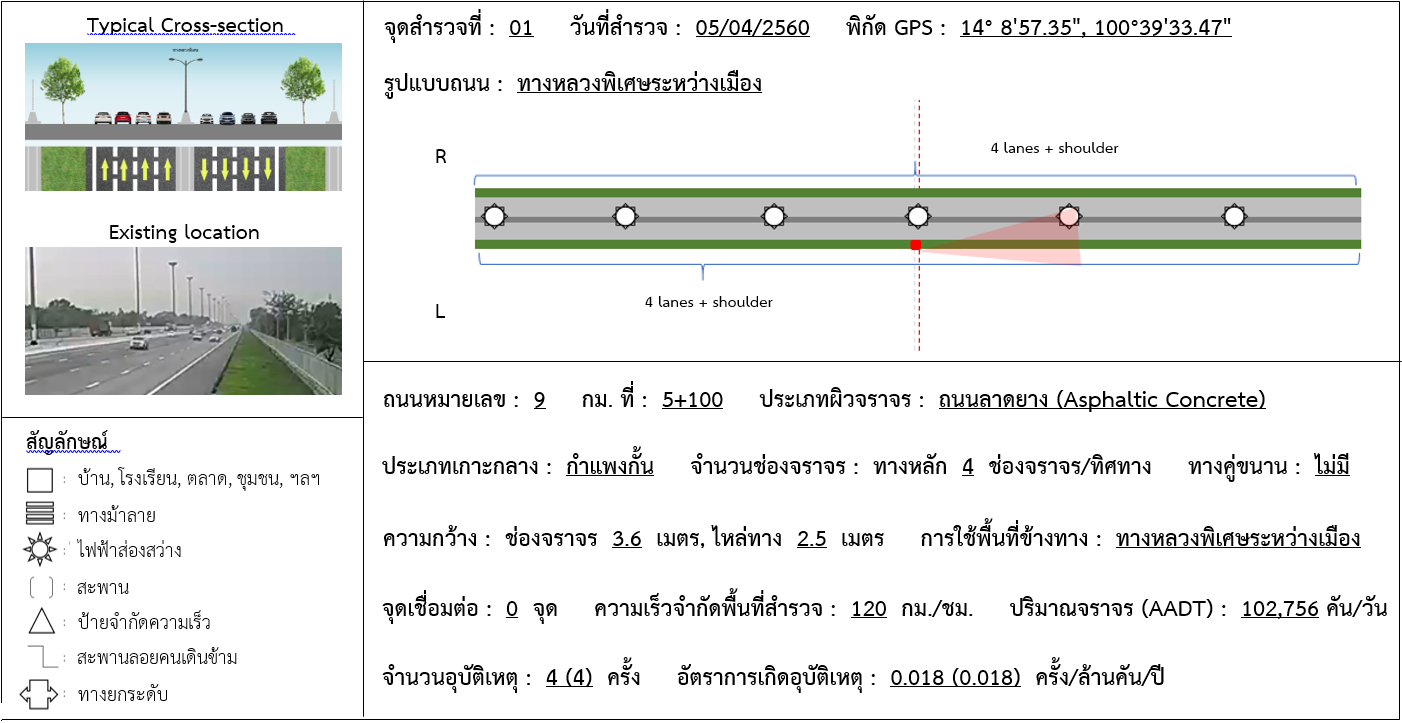 Typical Cross-section
Existing location
สัญลักษณ์
: บ้าน, โรงเรียน, ตลาด, ชุมชน, ฯลฯ
: ทางม้าลาย
: ไฟฟ้าส่องสว่าง
: สะพาน
: ป้ายจำกัดความเร็ว
: สะพานลอยคนเดินข้าม
: ทางยกระดับ
จุดสำรวจที่ : 01 วันที่สำรวจ : 05/04/2560 พิกัด GPS : 14° 8'57.35", 100°39'33.47"
รูปแบบถนน : ทางหลวงพิเศษระหว่างเมือง
R
4 lanes + shoulder
4 lanes + shoulder
L
ถนนหมายเลข : 9 กม. ที่ : 5+100 ประเภทผิวจราจร : ถนนลาดยาง (Asphaltic Concrete)
ประเภทเกาะกลาง : กำแพงกั้น จำนวนช่องจราจร : ทางหลัก 4 ช่องจราจร/ทิศทาง ทางคู่ขนาน : ไม่มี
ความกว้าง : ช่องจราจร 3.6 เมตร, ไหล่ทาง 2.5 เมตร การใช้พื้นที่ข้างทาง : ทางหลวงพิเศษระหว่างเมือง
จุดเชื่อมต่อ : 0 จุด ความเร็วจำกัดพื้นที่สำรวจ : 120 กม./ชม. ปริมาณจราจร (AADT) : 102,756 คัน/วัน
จำนวนอุบัติเหตุ : 4 (4) ครั้ง อัตราการเกิดอุบัติเหตุ : 0.018 (0.018) ครั้ง/ล้านคัน/ปี